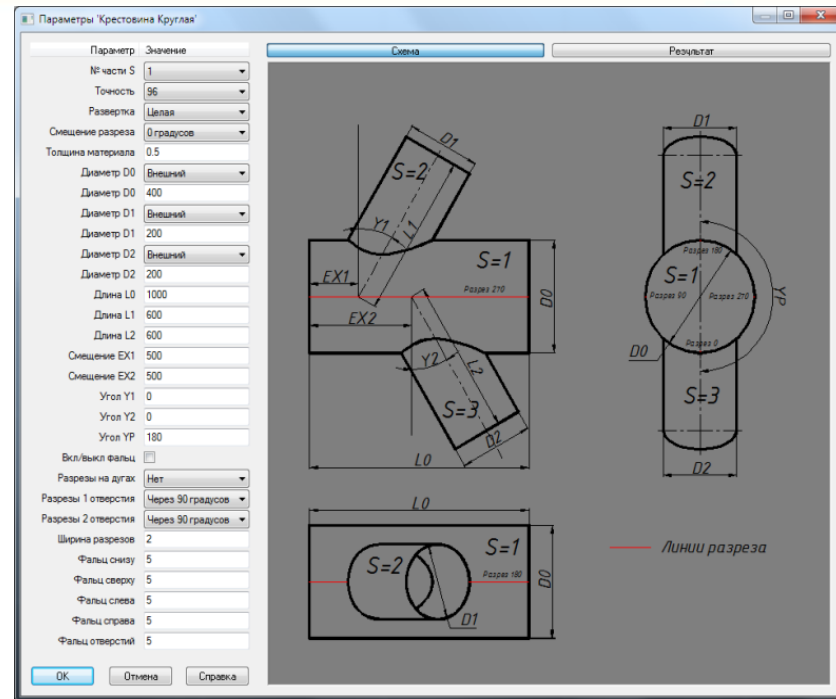 Параметры 'Крестовина Круглая'
Параметр Значение
№ части S 1
Точность 96
Развертка Целая
Смещение разреза 0 градусов
Толщина материала 0.5
Диаметр D0 Внешний
Диаметр D0 400
Диаметр D1 Внешний
Диаметр D1 200
Диаметр D2 Внешний
Диаметр D2 200
Длина L0 1000
Длина L1 600
Длина L2 600
Смещение EX1 500
Смещение EX2 500
Угол Y1 0
Угол Y2 0
Угол YP 180
Вкл/выкл фальц
Разрезы на дугах Нет
Разрезы 1 отверстия Через 90 градусов
Разрезы 2 отверстия Через 90 градусов
Ширина разрезов 2
Фальц снизу 5
Фальц сверху 5
Фальц слева 5
Фальц справа 5
Фальц отверстий 5
OK Отмена Справка
Схема Результат
D1
S=2
Y1
L1
S=1
EX1
Разрез 270
D0
EX2
Y2
L2
S=3
D2
L0
D1
S=2
Разрез 180
S=1
Разрез 90 Разрез 270
YP
Разрез 0
D0
S=3
D2
L0
S=1
S=2
Разрез 180
D0
D1
Линии разреза